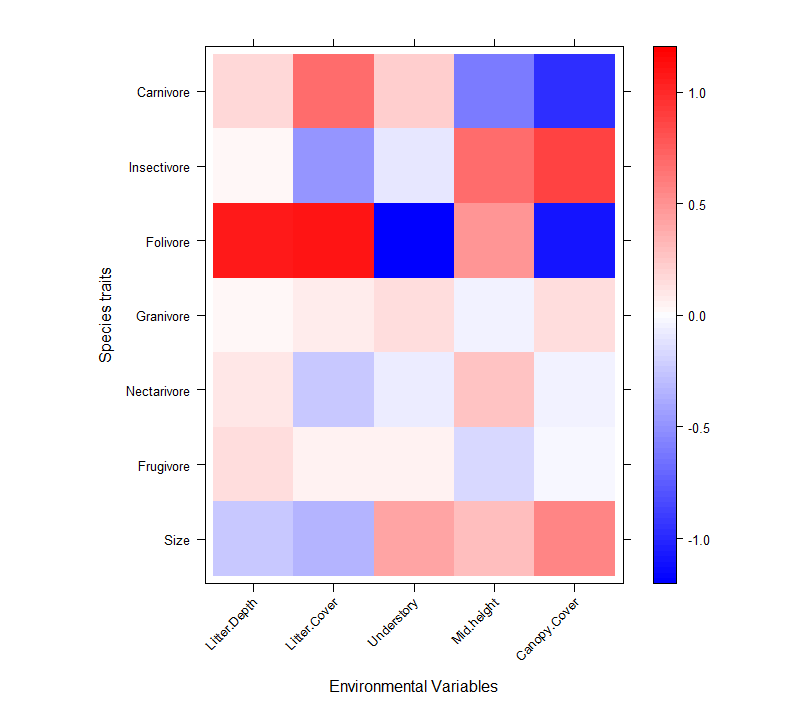 Carnivore
Insectivore
Folivore
Granivore
Nectarivore
Frugivore
Size
Species traits
Litter.Depth
Litter.Cover
Understory
Mid.height
Canopy.Cover
Environmental Variables
1.0
0.5
0.0
-0.5
-1.0